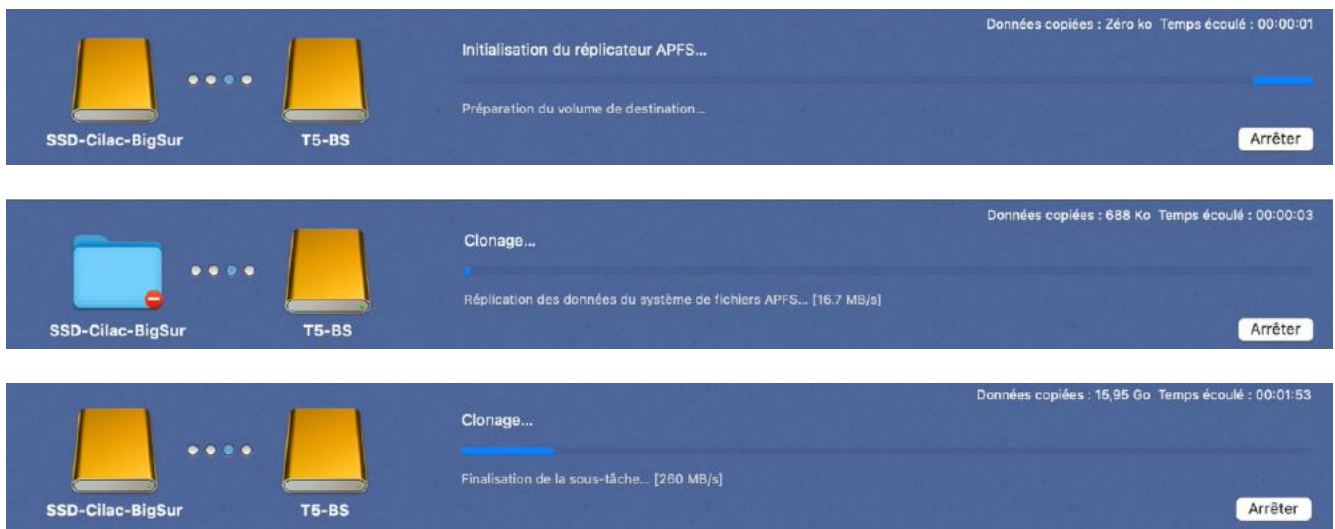 Données copiées : Zéro ko Temps écoulé : 00:00:01
Initialisation du réplicateur APFS...
Préparation du volume de destination...
SSD-Cilac-BigSur T5-BS
Arrêter
Données copiées : 688 Ko Temps écoulé : 00:00:03
Clonage...
Réplication des données du système de fichiers APFS... [16.7 MB/s]
SSD-Cilac-BigSur T5-BS
Arrêter
Données copiées : 15,95 Go Temps écoulé : 00:01:53
Clonage...
Finalisation de la sous-tâche... [260 MB/s]
SSD-Cilac-BigSur T5-BS
Arrêter